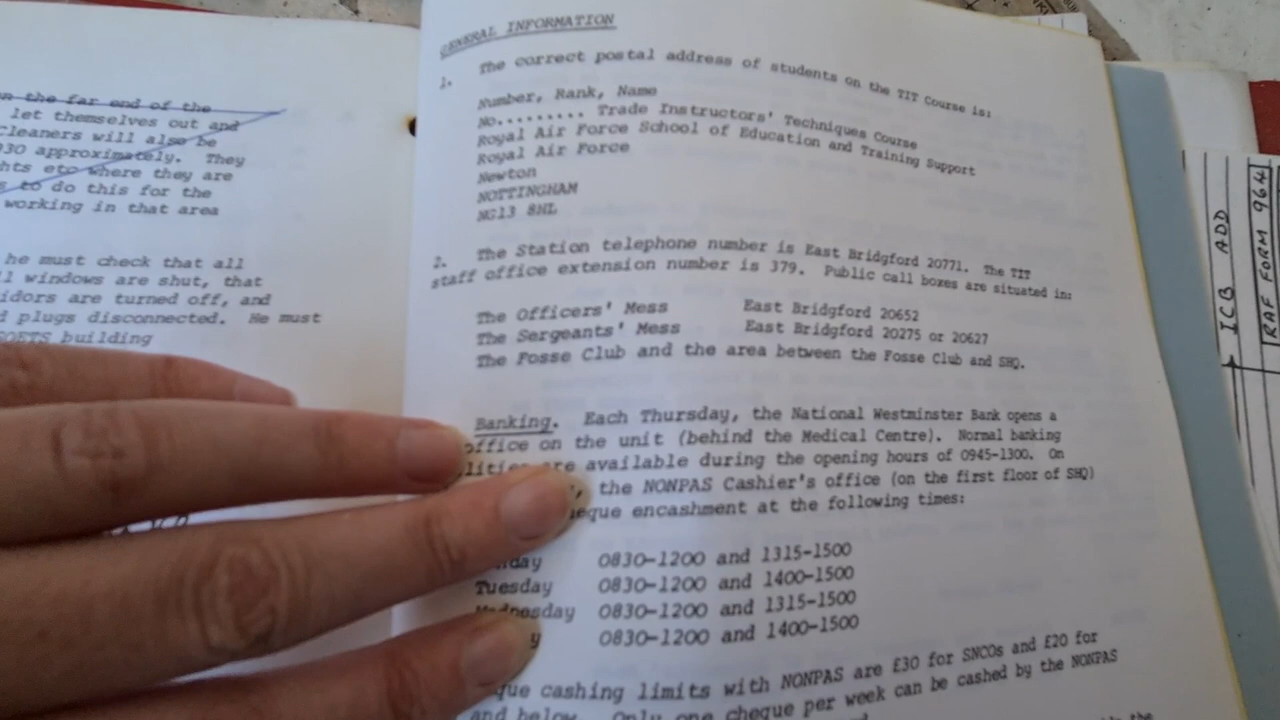 n the far end of the
let themselves out and
Cleaners will also be
930 approximately. They
hts etc where they are
s to do this for the
working in that area
he must check that all
l windows are shut, that
idors are turned off, and
d plugs disconnected. He must
building
GENERAL INFORMATION
1. The correct postal address of students on the TIT Course is:
Number, Rank, Name
No......... Trade Instructors' Techniques Course
Royal Air Force School of Education and Training Support
Royal Air Force
Newton
NOTTINGHAM
NG13 8HL
2. The Station telephone number is East Bridgford 20771. The TIT
staff office extension number is 379. Public call boxes are situated in:
The Officers' Mess East Bridgford 20652
The Sergeants' Mess East Bridgford 20275 or 20627
The Fosse Club and the area between the Fosse Club and SHQ.
Banking. Each Thursday, the National Westminster Bank opens a
office on the unit (behind the Medical Centre). Normal banking
lities are available during the opening hours of 0945-1300. On
, the NONPAS Cashier's office (on the first floor of SHQ)
eque encashment at the following times:
day 0830-1200 and 1315-1500
Tuesday 0830-1200 and 1400-1500
Wednesday 0830-1200 and 1315-1500
y 0830-1200 and 1400-1500
que cashing limits with NONPAS are £30 for SNCOs and £20 for
and below. Only one cheque per week can be cashed by the NONPAS
ICB ADD
RAF FORM 964